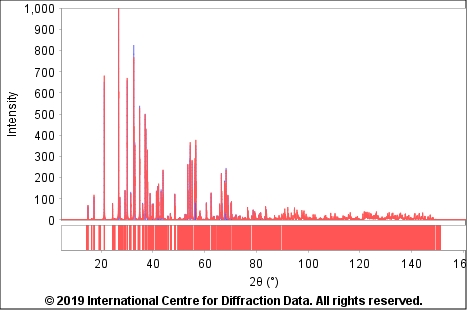 1,000
900
800
700
600
500
400
300
200
100
0
Intensity
20 40 60 80 100 120 140 160
2θ (°)
© 2019 International Centre for Diffraction Data. All rights reserved.